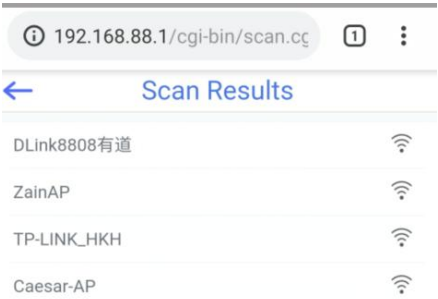 192.168.88.1/cgi-bin/scan.cg
1
Scan Results
DLink8808有道
ZainAP
TP-LINK_HKH
Caesar-AP